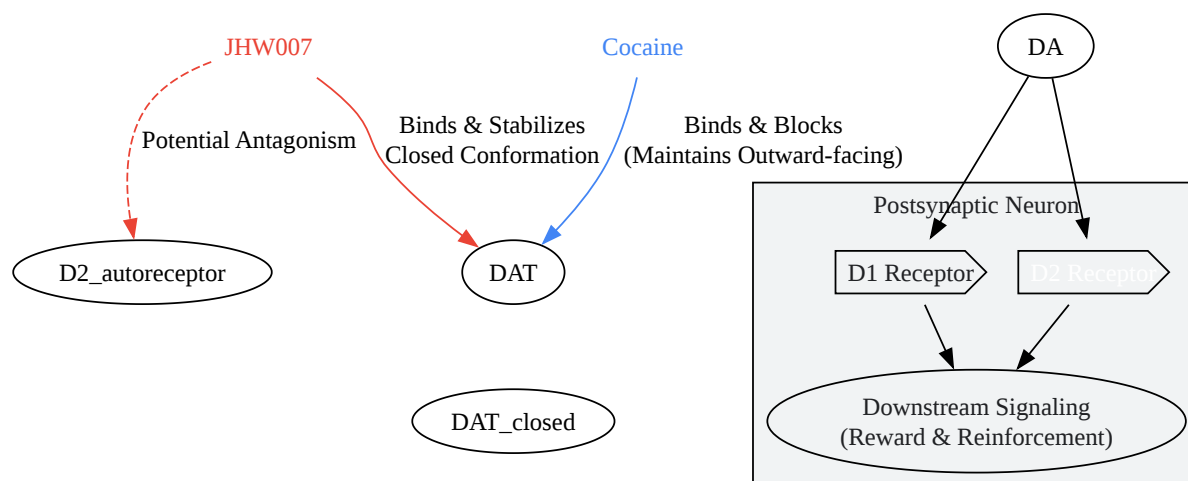 JHW007
Cocaine
DA
Potential Antagonism
Binds & Stabilizes
Closed Conformation
Binds & Blocks
(Maintains Outward-facing)
Postsynaptic Neuron
D2_autoreceptor
DAT
D1 Receptor
D2 Receptor
DAT_closed
Downstream Signaling
(Reward & Reinforcement)